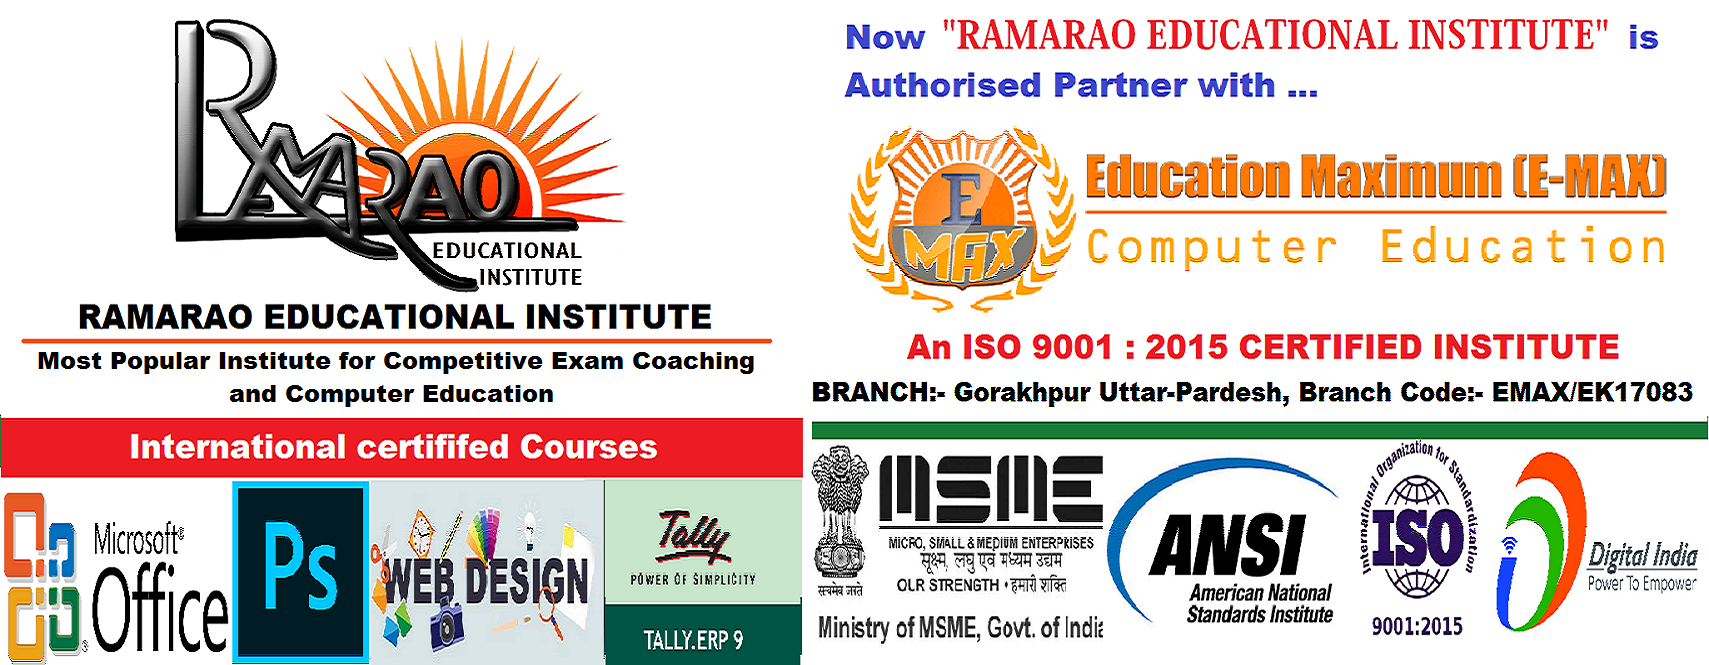 RAMARAO
EDUCATIONAL
INSTITUTE
RAMARAO EDUCATIONAL INSTITUTE
Most Popular Institute for Competitive Exam Coaching
and Computer Education
International certififed Courses
Microsoft®
Office
Ps
WEB DESIGN
Tally
POWER OF SIMPLICITY
TALLY.ERP 9
Now "RAMARAO EDUCATIONAL INSTITUTE" is
Authorised Partner with ...
E
MAX
Education Maximum (E-MAX)
Computer Education
An ISO 9001 : 2015 CERTIFIED INSTITUTE
BRANCH:- Gorakhpur Uttar-Pardesh, Branch Code:- EMAX/EK17083
सत्यमेव जयते
MSME
MICRO, SMALL & MEDIUM ENTERPRISES
सूक्ष्म, लघु एवं मध्यम उद्यम
OUR STRENGTH • हमारी शक्ति
Ministry of MSME, Govt. of India
ANSI
American National
Standards Institute
International Organization for Standardization
ISO
9001:2015
Digital India
Power To Empower